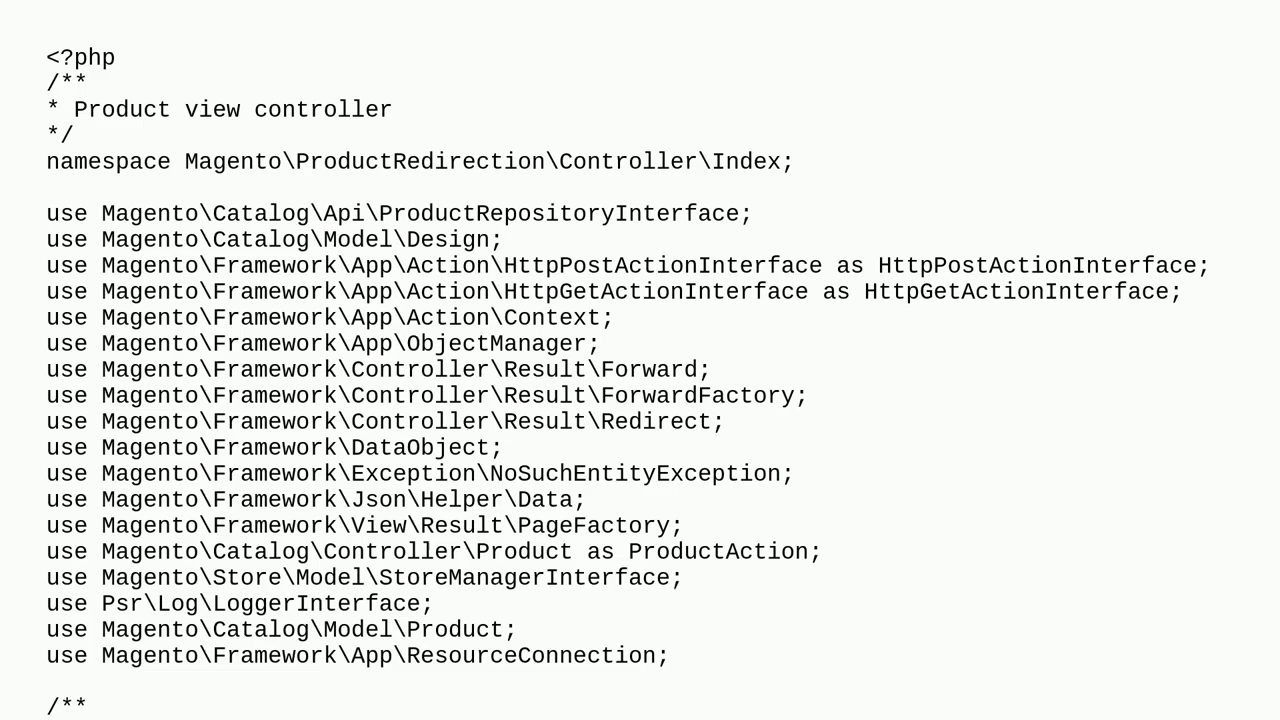 <?php
/**
* Product view controller
*/
namespace Magento\ProductRedirection\Controller\Index;
use Magento\Catalog\Api\ProductRepositoryInterface;
use Magento\Catalog\Model\Design;
use Magento\Framework\App\Action\HttpPostActionInterface as HttpPostActionInterface;
use Magento\Framework\App\Action\HttpGetActionInterface as HttpGetActionInterface;
use Magento\Framework\App\Action\Context;
use Magento\Framework\App\ObjectManager;
use Magento\Framework\Controller\Result\Forward;
use Magento\Framework\Controller\Result\ForwardFactory;
use Magento\Framework\Controller\Result\Redirect;
use Magento\Framework\DataObject;
use Magento\Framework\Exception\NoSuchEntityException;
use Magento\Framework\Json\Helper\Data;
use Magento\Framework\View\Result\PageFactory;
use Magento\Catalog\Controller\Product as ProductAction;
use Magento\Store\Model\StoreManagerInterface;
use Psr\Log\LoggerInterface;
use Magento\Catalog\Model\Product;
use Magento\Framework\App\ResourceConnection;
/**